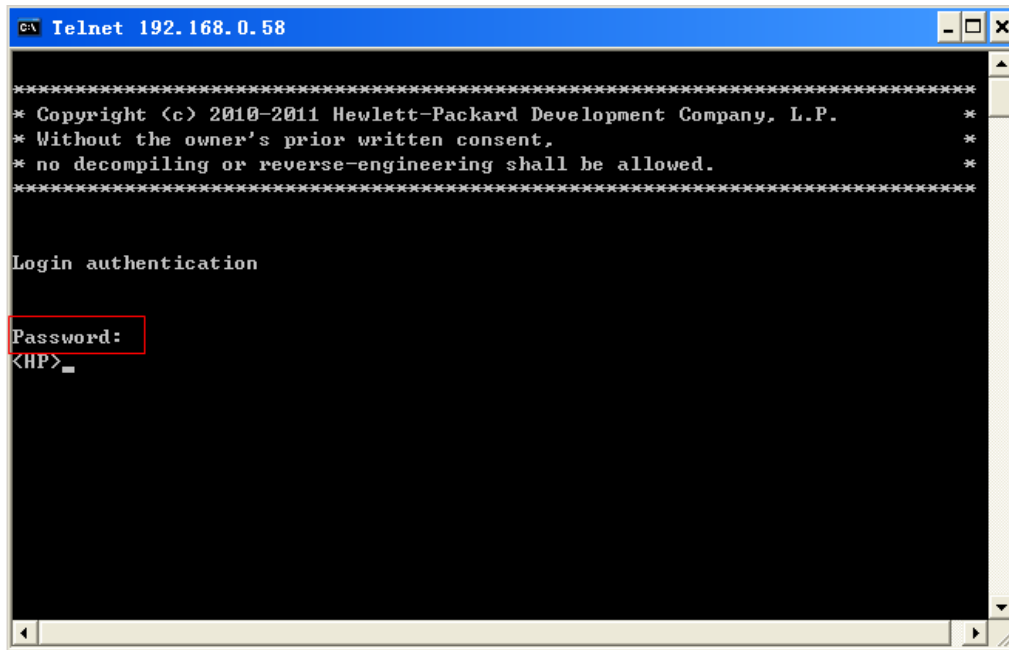 Telnet 192.168.0.58
********************************************************************************
* Copyright (c) 2010-2011 Hewlett-Packard Development Company, L.P. *
* Without the owner's prior written consent, *
* no decompiling or reverse-engineering shall be allowed. *
********************************************************************************
Login authentication
Password:
<HP>_